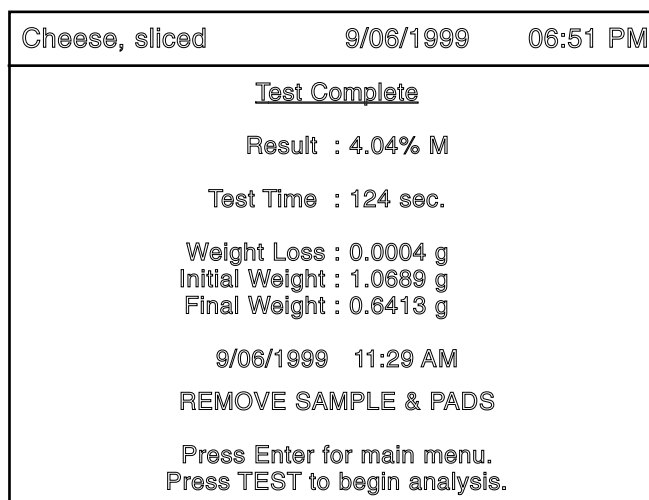 Cheese, sliced 9/06/1999 06:51 PM
Test Complete
Result : 4.04% M
Test Time : 124 sec.
Weight Loss : 0.0004 g
Initial Weight : 1.0689 g
Final Weight : 0.6413 g
9/06/1999 11:29 AM
REMOVE SAMPLE & PADS
Press Enter for main menu.
Press TEST to begin analysis.